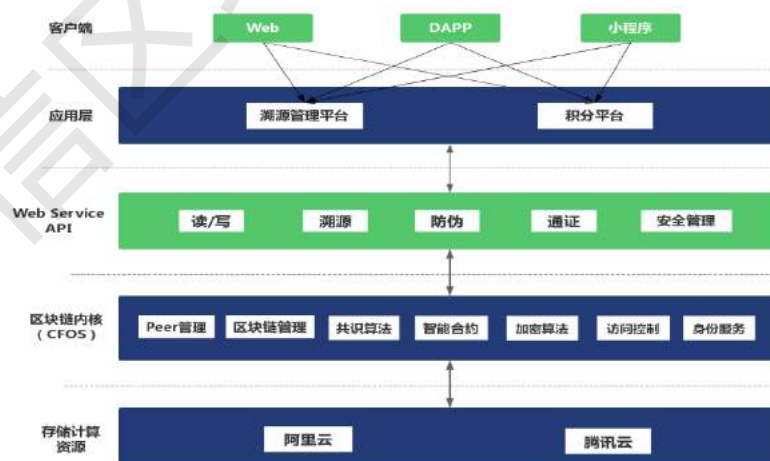 客户端
Web
DAPP
小程序
应用层
溯源管理平台
积分平台
Web Service
API
读/写
溯源
防伪
通证
安全管理
区块链内核
（CFOS）
Peer管理
区块链管理
共识算法
智能合约
加密算法
访问控制
身份服务
存储计算
资源
阿里云
腾讯云